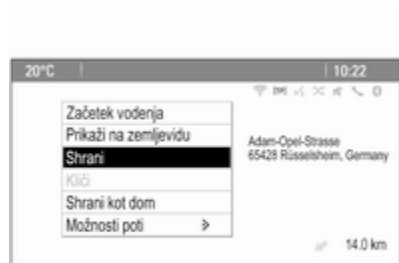 20°C
10:22
Začetek vodenja
Prikaži na zemljevidu
Shrani
Kliči
Shrani kot dom
Možnosti poti
Adam-Opel-Strasse
65428 Rüsselsheim, Germany
14.0 km